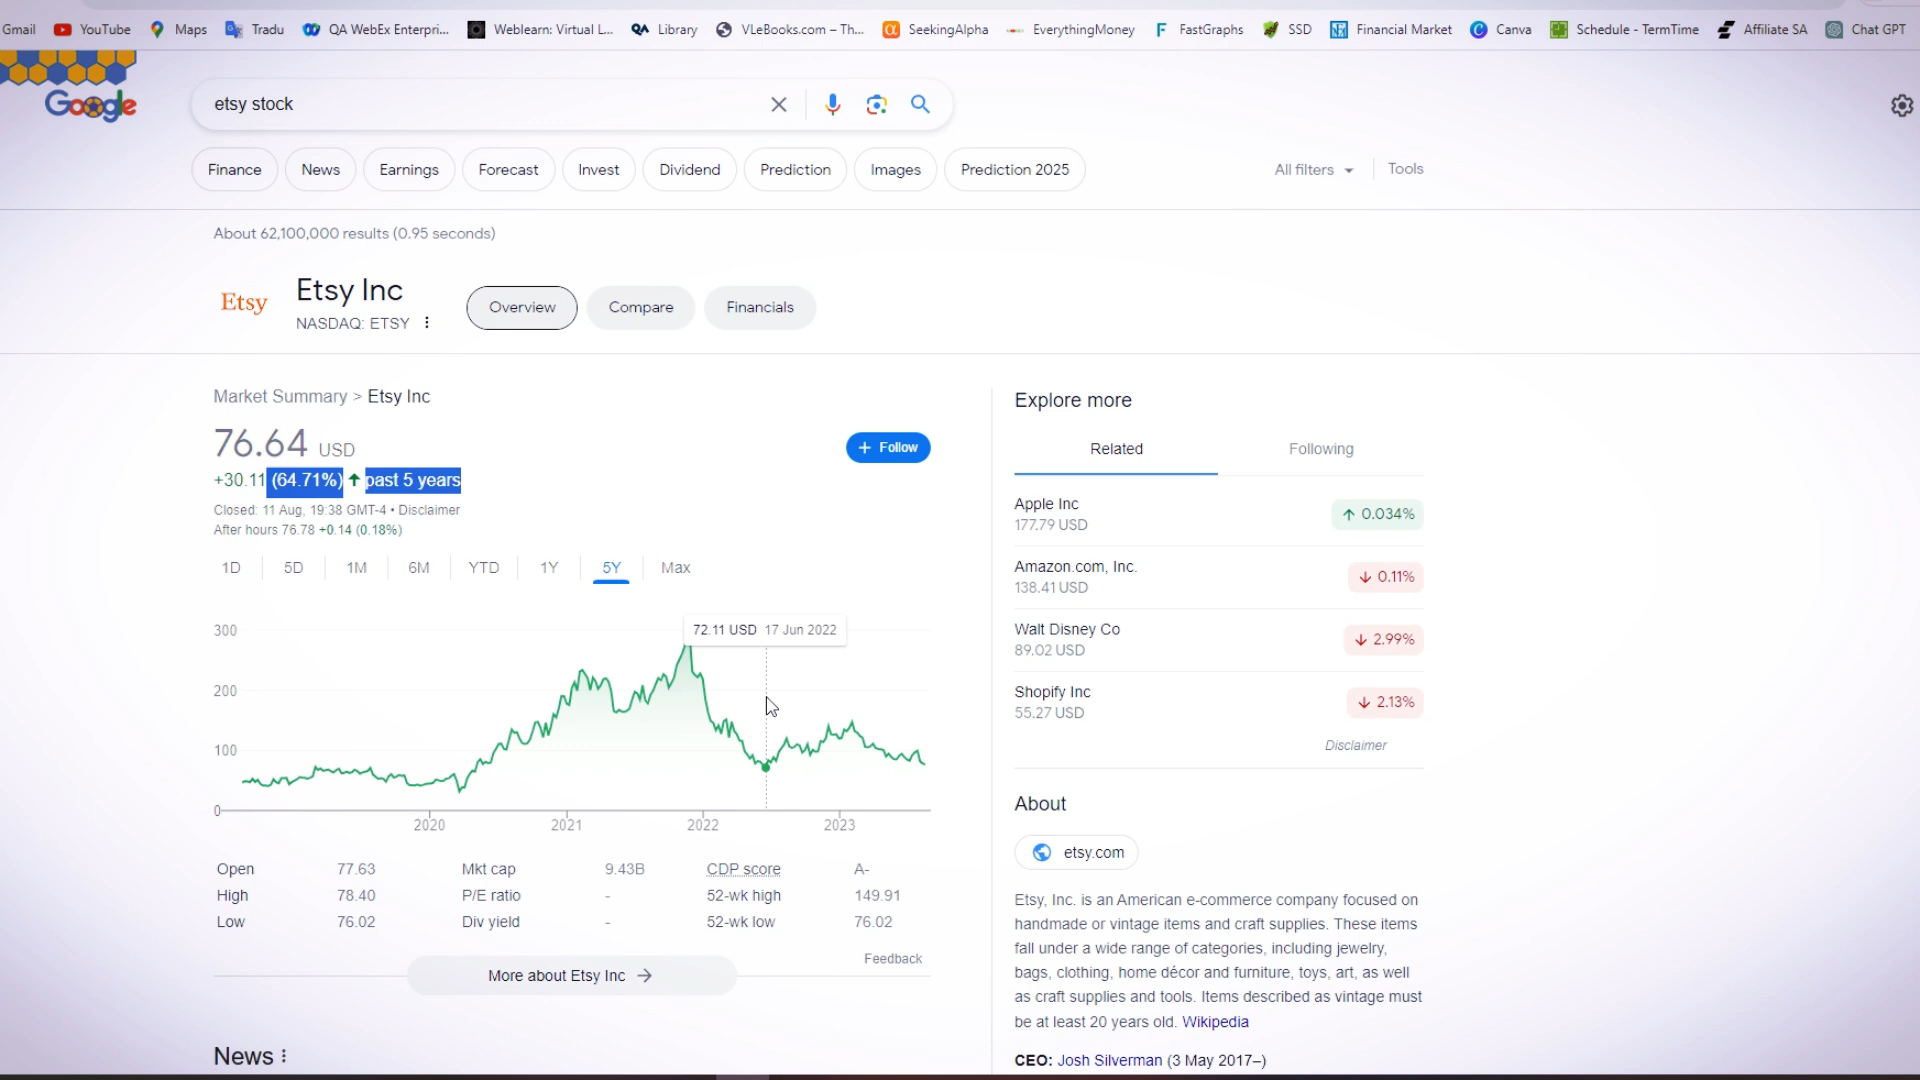 Gmail YouTube Maps Tradu QA WebEx Enterpri... Weblearn: Virtual L... QA Library VLeBooks.com – Th... SeekingAlpha EverythingMoney FastGraphs SSD Financial Market Canva Schedule - TermTime Affiliate SA Chat GPT
Google
etsy stock
Finance News Earnings Forecast Invest Dividend Prediction Images Prediction 2025 All filters Tools
About 62,100,000 results (0.95 seconds)
Etsy
Etsy Inc
NASDAQ: ETSY
Overview Compare Financials
Market Summary > Etsy Inc
76.64 USD
+ Follow
+30.11 (64.71%) ↑ past 5 years
Closed: 11 Aug, 19:38 GMT-4 • Disclaimer
After hours 76.78 +0.14 (0.18%)
1D 5D 1M 6M YTD 1Y 5Y Max
72.11 USD 17 Jun 2022
300
200
100
0
2020 2021 2022 2023
Open 77.63 Mkt cap 9.43B CDP score A-
High 78.40 P/E ratio - 52-wk high 149.91
Low 76.02 Div yield - 52-wk low 76.02
Feedback
More about Etsy Inc →
News
Explore more
Related Following
Apple Inc
177.79 USD
↑ 0.034%
Amazon.com, Inc.
138.41 USD
↓ 0.11%
Walt Disney Co
89.02 USD
↓ 2.99%
Shopify Inc
55.27 USD
↓ 2.13%
Disclaimer
About
etsy.com
Etsy, Inc. is an American e-commerce company focused on
handmade or vintage items and craft supplies. These items
fall under a wide range of categories, including jewelry,
bags, clothing, home décor and furniture, toys, art, as well
as craft supplies and tools. Items described as vintage must
be at least 20 years old. Wikipedia
CEO: Josh Silverman (3 May 2017–)